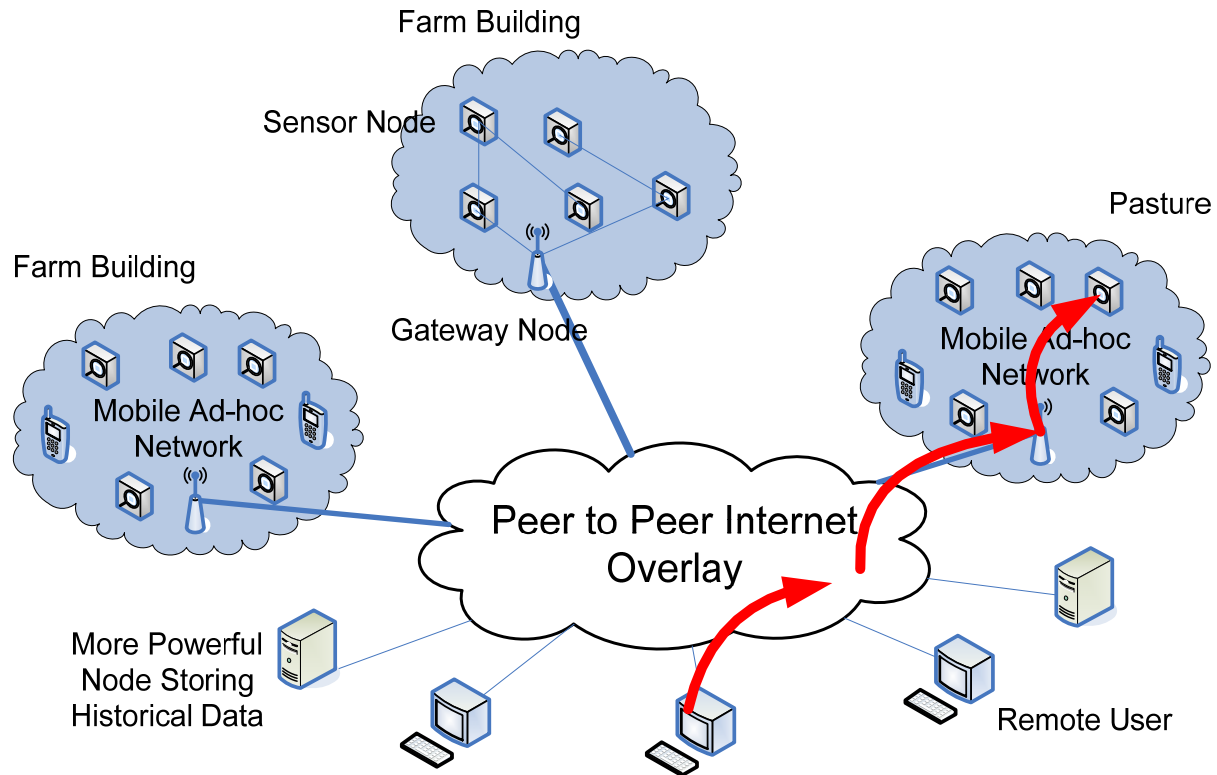 Farm Building
Sensor Node
Pasture
Farm Building
Gateway Node
Mobile Ad-hoc
Network
Mobile Ad-hoc
Network
Peer to Peer Internet
Overlay
More Powerful
Node Storing
Historical Data
Remote User